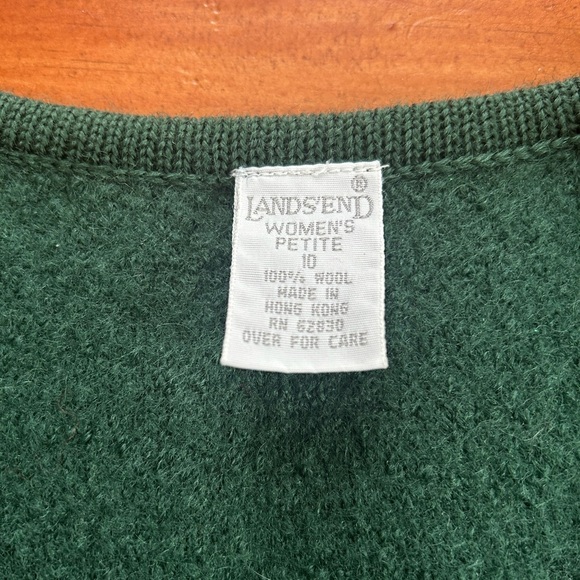 ®
LANDS'END
WOMEN'S
PETITE
10
100% WOOL
MADE IN
HONG KONG
RN 62830
OVER FOR CARE